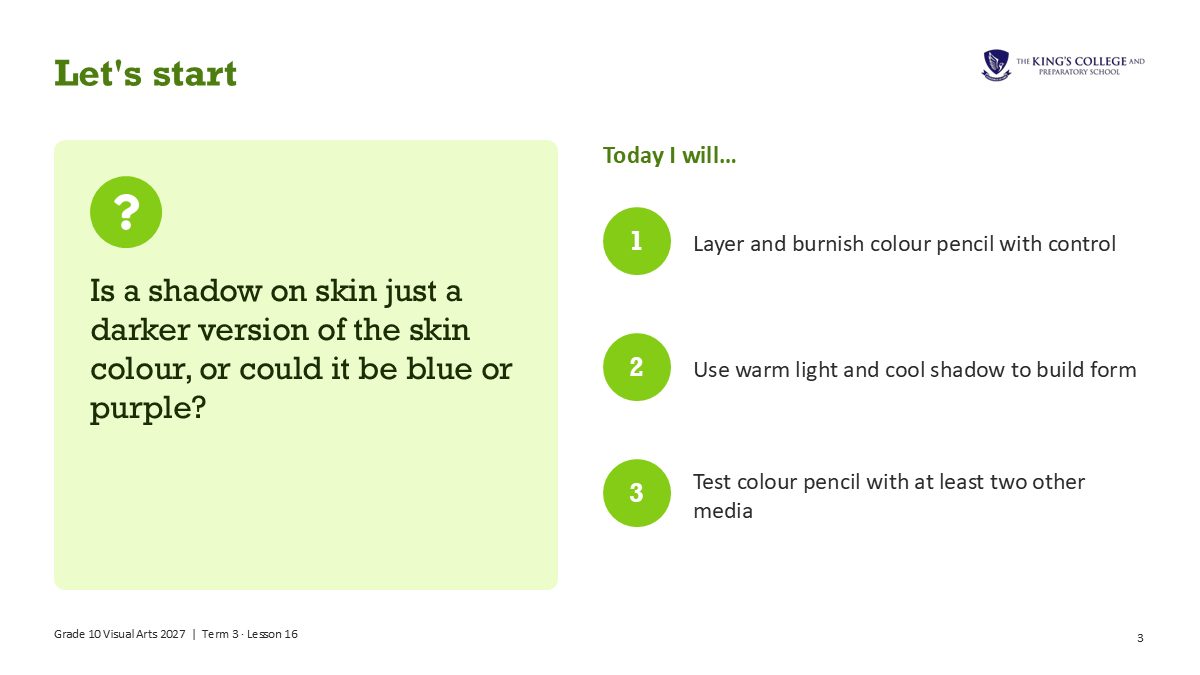 Let's start
THE KING'S COLLEGE AND
PREPARATORY SCHOOL
?
Is a shadow on skin just a
darker version of the skin
colour, or could it be blue or
purple?
Today I will...
1
Layer and burnish colour pencil with control
2
Use warm light and cool shadow to build form
3
Test colour pencil with at least two other
media
Grade 10 Visual Arts 2027 | Term 3 · Lesson 16
3